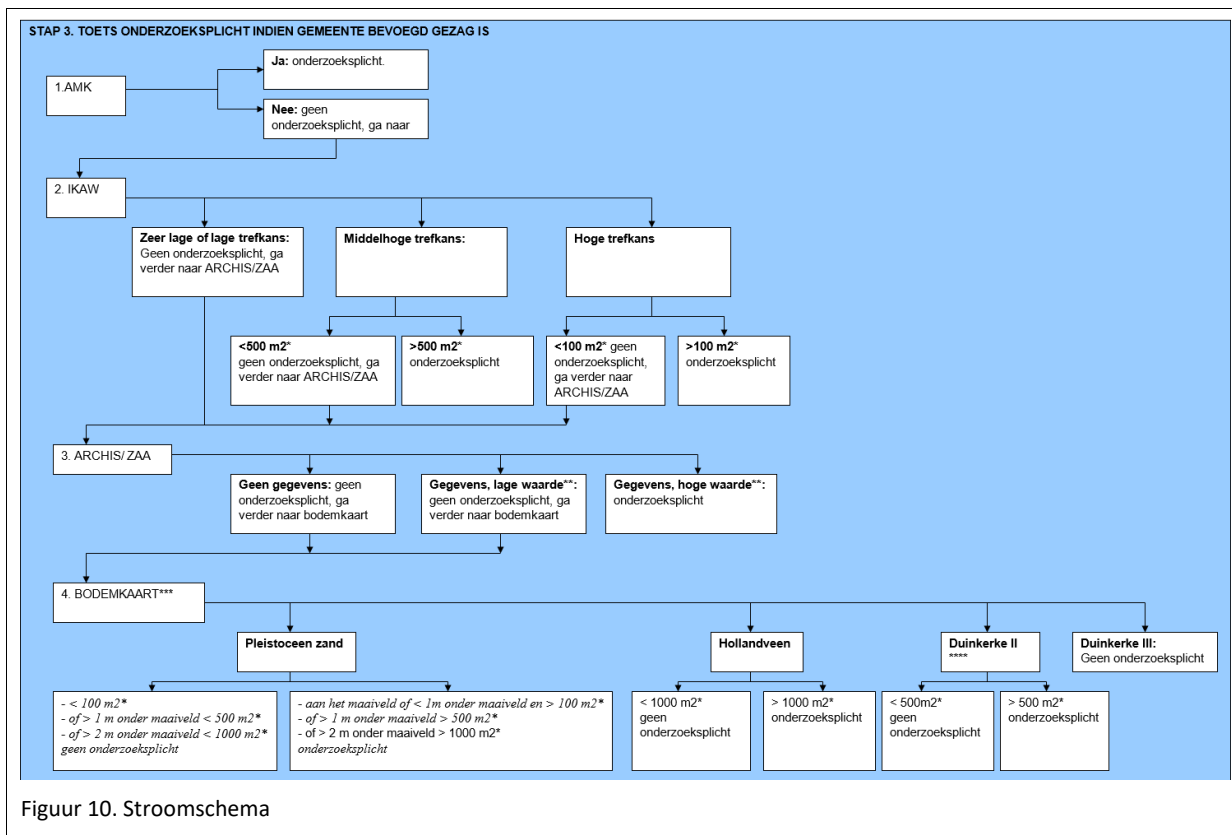 STAP 3. TOETS ONDERZOEKSPLICHT INDIEN GEMEENTE BEVOEGD GEZAG IS
1.AMK
Ja: onderzoeksplicht.
Nee: geen
onderzoeksplicht, ga naar
2. IKAW
Zeer lage of lage trefkans:
Geen onderzoeksplicht, ga
verder naar ARCHIS/ZAA
Middelhoge trefkans:
Hoge trefkans
<500 m2*
geen onderzoeksplicht, ga
verder naar ARCHIS/ZAA
>500 m2*
onderzoeksplicht
<100 m2* geen
onderzoeksplicht,
ga verder naar
ARCHIS/ZAA
>100 m2*
onderzoeksplicht
3. ARCHIS/ ZAA
Geen gegevens: geen
onderzoeksplicht, ga
verder naar bodemkaart
Gegevens, lage waarde**:
geen onderzoeksplicht, ga
verder naar bodemkaart
Gegevens, hoge waarde**:
onderzoeksplicht
4. BODEMKAART***
Pleistoceen zand
Hollandveen
Duinkerke II
****
Duinkerke III:
Geen onderzoeksplicht
- < 100 m2*
- of > 1 m onder maaiveld < 500 m2*
- of > 2 m onder maaiveld < 1000 m2*
geen onderzoeksplicht
- aan het maaiveld of < 1m onder maaiveld en > 100 m2*
- of > 1 m onder maaiveld > 500 m2*
- of > 2 m onder maaiveld > 1000 m2*
onderzoeksplicht
< 1000 m2*
geen
onderzoeksplicht
> 1000 m2*
onderzoeksplicht
< 500m2*
geen
onderzoeksplicht
> 500 m2*
onderzoeksplicht
Figuur 10. Stroomschema